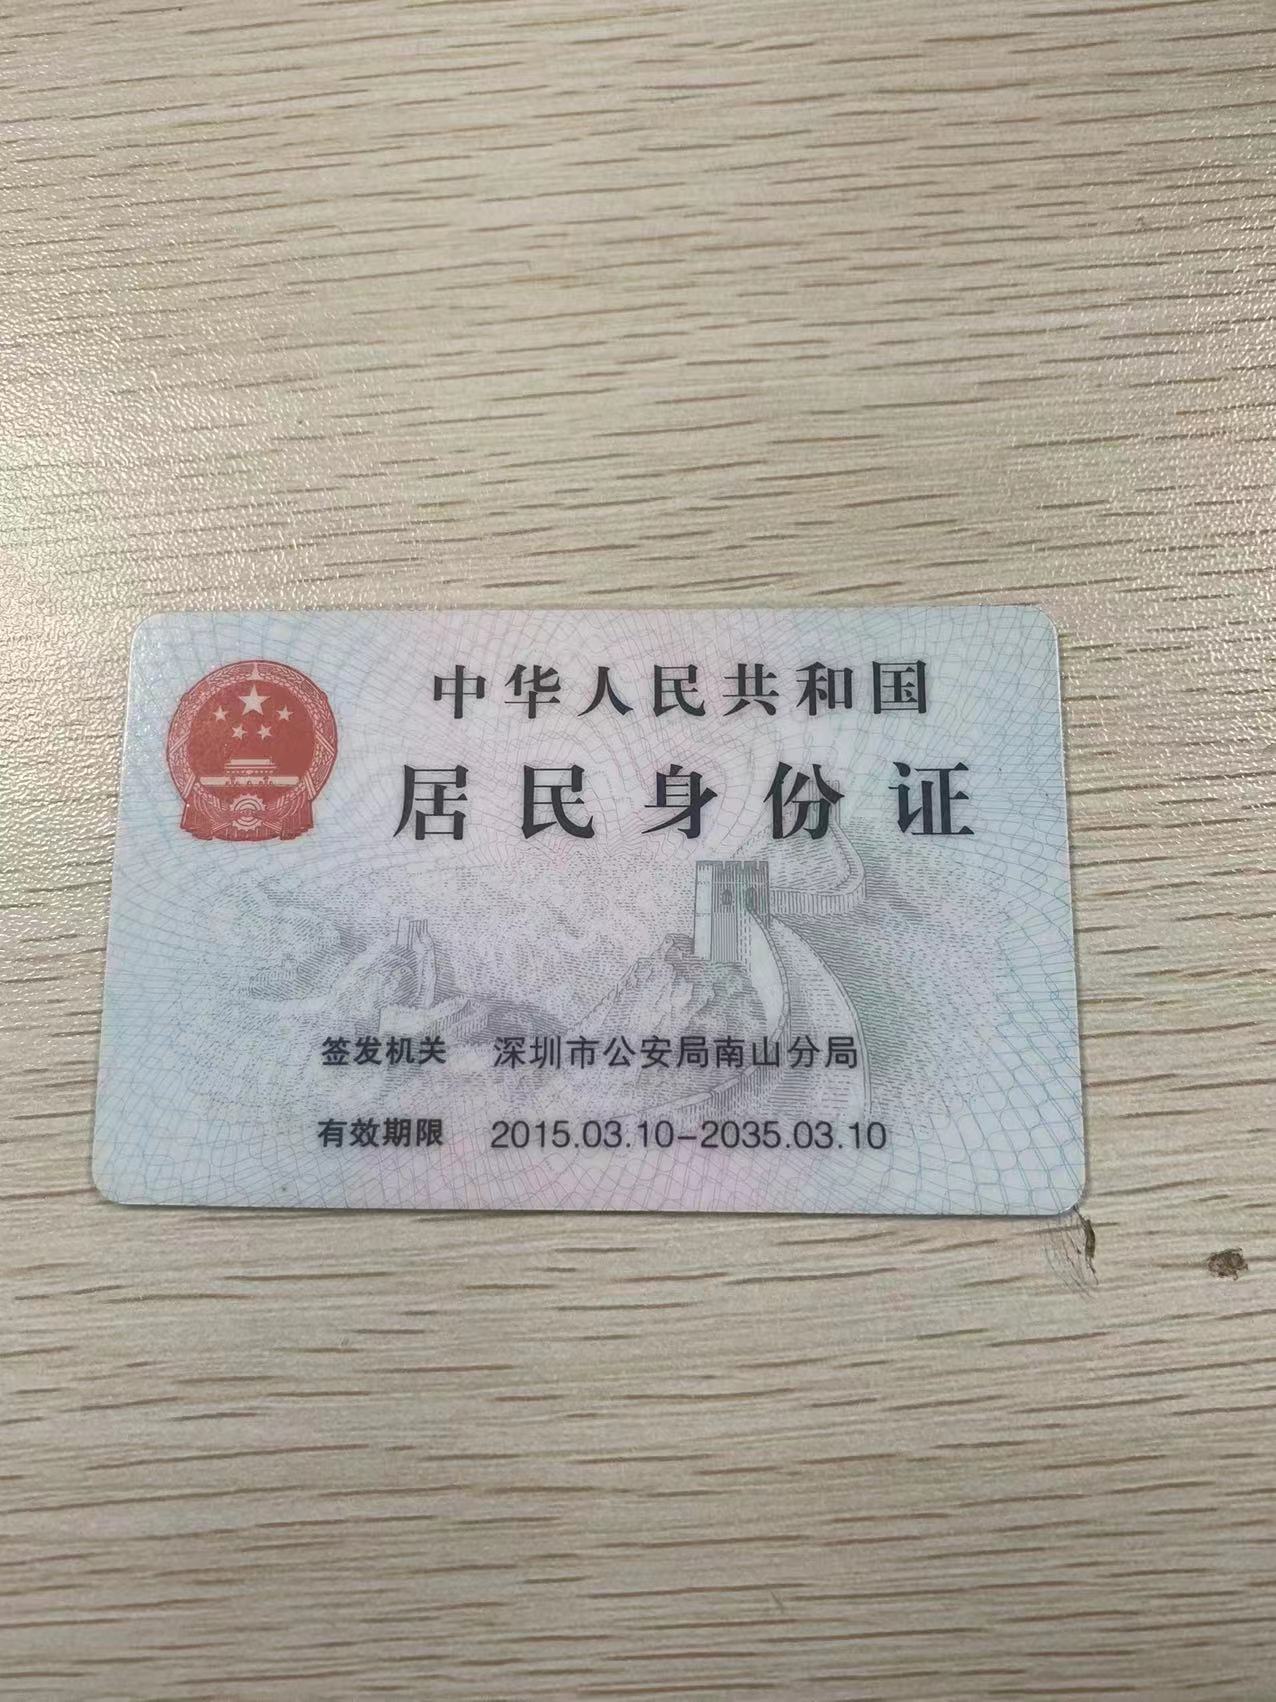 中华人民共和国
居民身份证
签发机关 深圳市公安局南山分局
有效期限 2015.03.10-2035.03.10